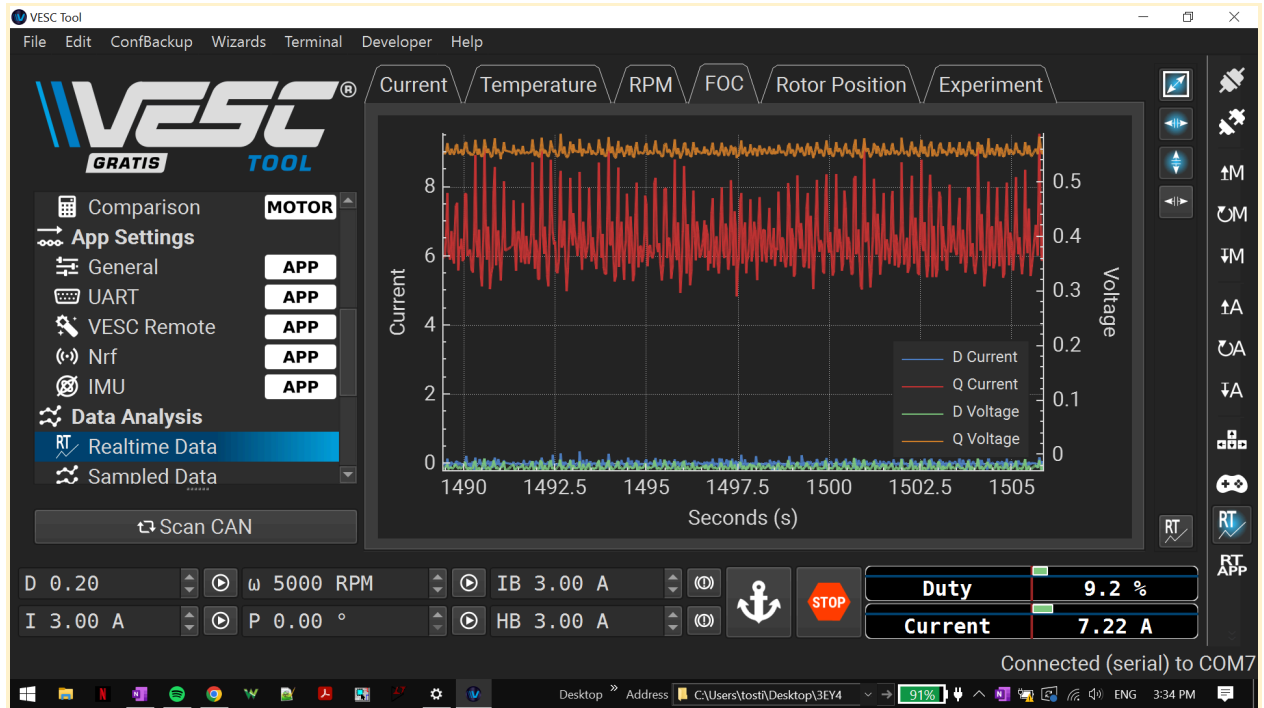 VESC Tool
File Edit ConfBackup Wizards Terminal Developer Help
VESC®
GRATIS TOOL
Current Temperature RPM FOC Rotor Position Experiment
Comparison MOTOR
App Settings
General APP
UART APP
VESC Remote APP
Nrf APP
IMU APP
Data Analysis
RT Realtime Data
Sampled Data
Scan CAN
Current
8
6
4
2
0
1490 1492.5 1495 1497.5 1500 1502.5 1505
Seconds (s)
0.5
0.4
0.3
0.2
0.1
0
Voltage
D Current
Q Current
D Voltage
Q Voltage
RT
M
M
M
A
A
A
RT
RT
APP
D 0.20 ω 5000 RPM IB 3.00 A
I 3.00 A P 0.00 ° HB 3.00 A
STOP
Duty 9.2 %
Current 7.22 A
Connected (serial) to COM7
Desktop » Address C:\Users\tosti\Desktop\3EY4 91% ENG 3:34 PM